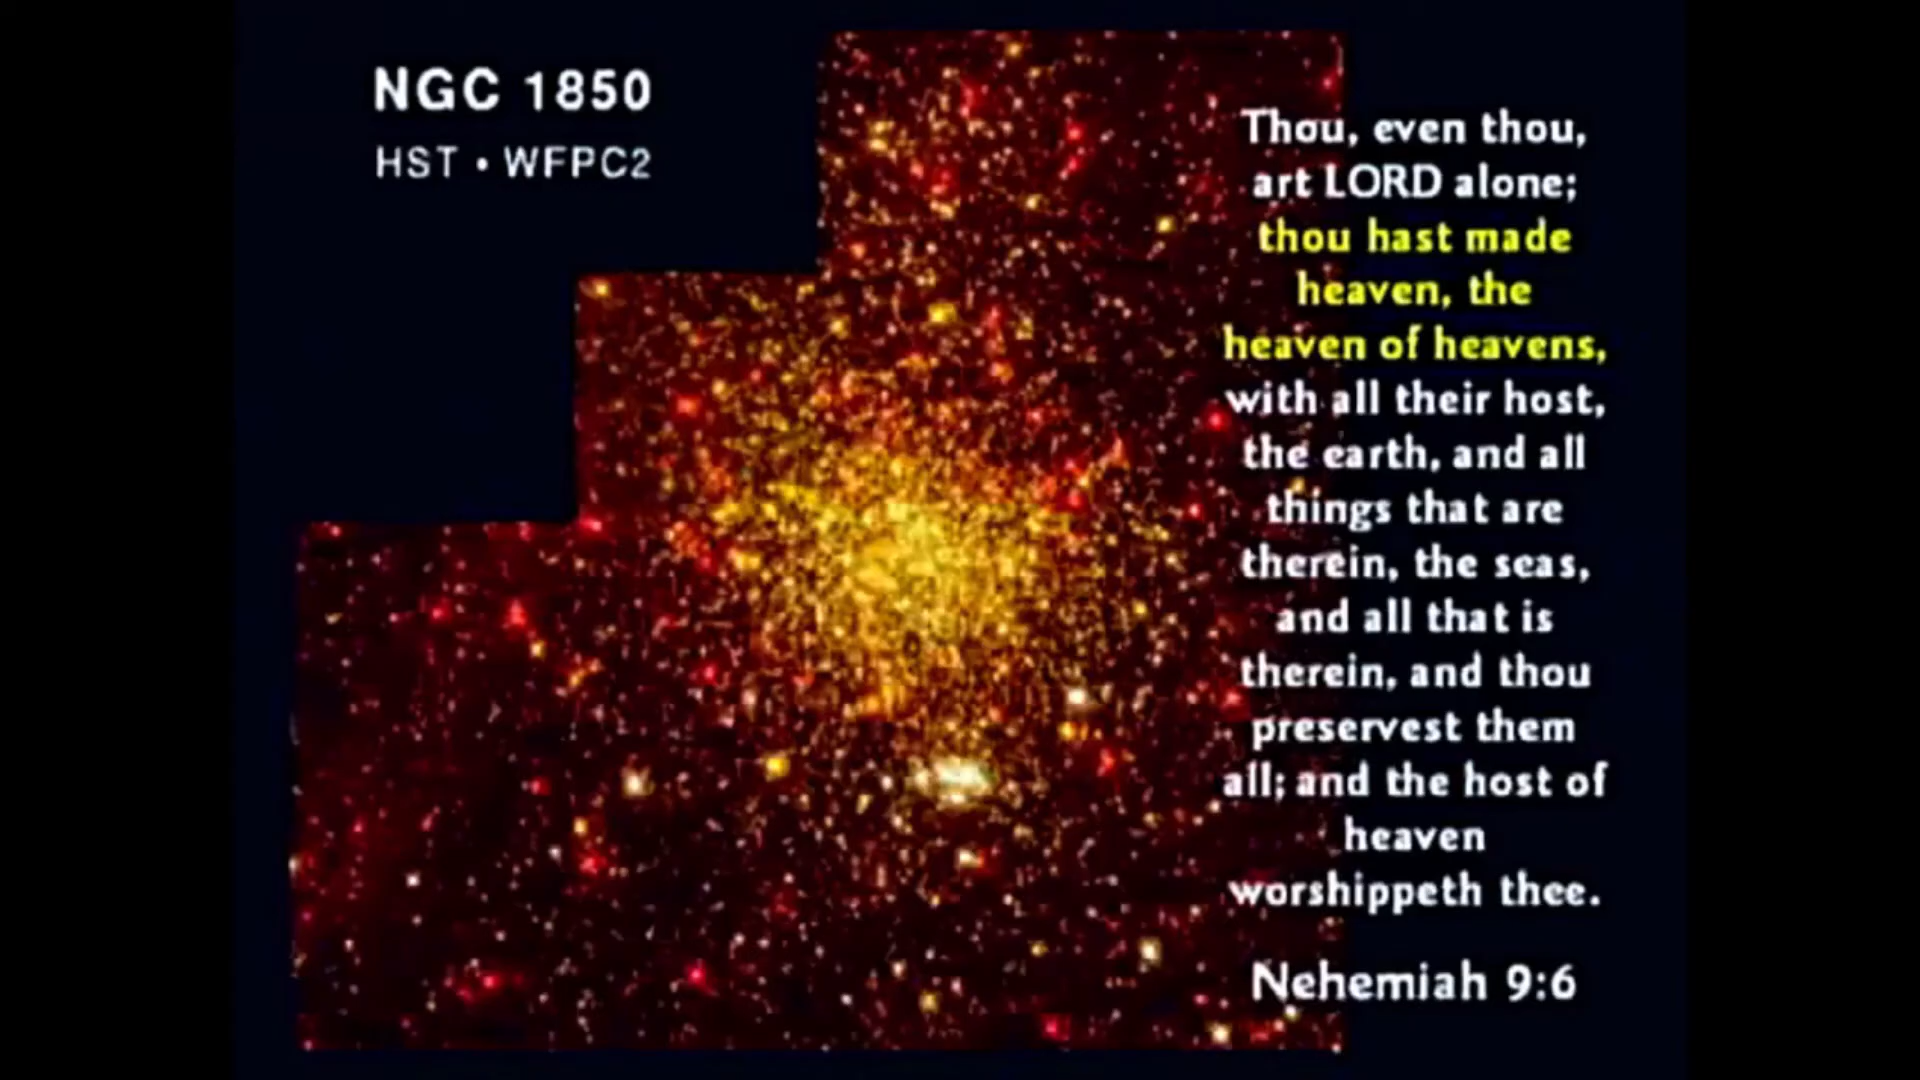 NGC 1850
HST • WFPC2
Thou, even thou,
art LORD alone;
thou hast made
heaven, the
heaven of heavens,
with all their host,
the earth, and all
things that are
therein, the seas,
and all that is
therein, and thou
preservest them
all; and the host of
heaven
worshippeth thee.
Nehemiah 9:6